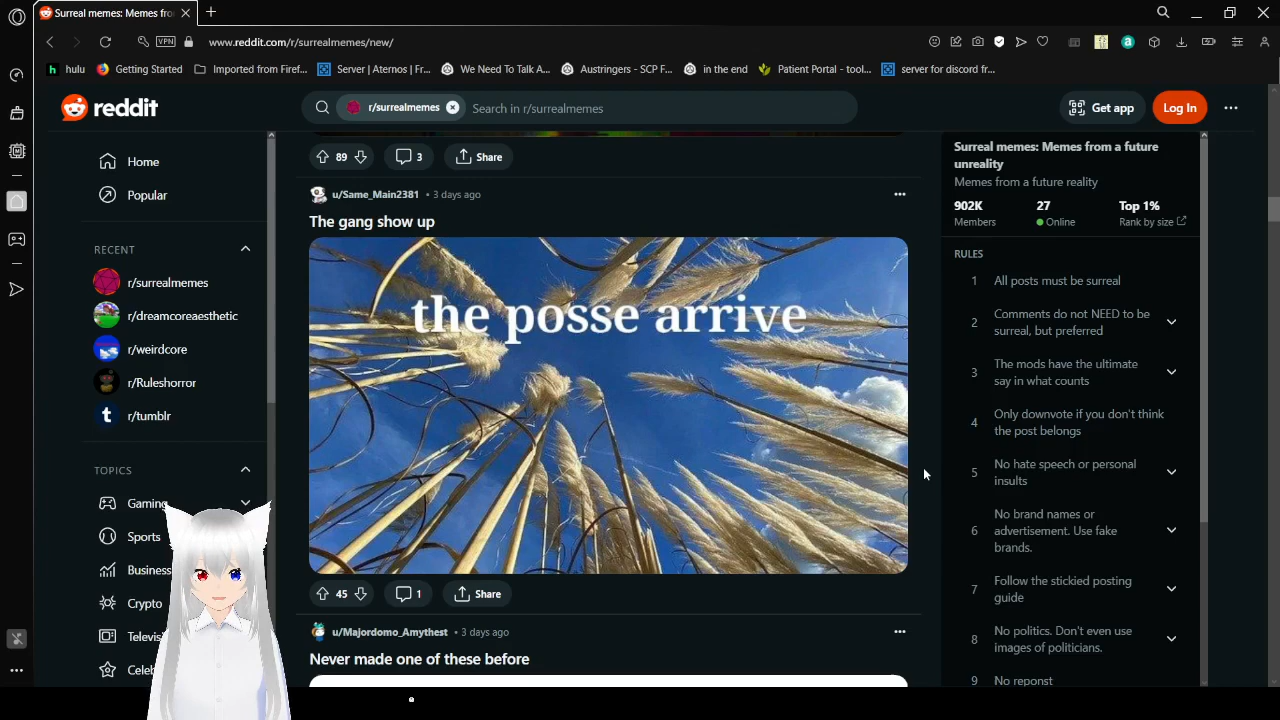 Surreal memes: Memes fro
VPN
www.reddit.com/r/surrealmemes/new/
hulu
Getting Started
Imported from Firef...
Server | Aternos | Fr...
We Need To Talk A...
Austringers - SCP F...
in the end
Patient Portal - tool...
server for discord fr...
reddit
r/surrealmemes
Search in r/surrealmemes
Get app
Log In
Home
Popular
RECENT
r/surrealmemes
r/dreamcoreaesthetic
r/weirdcore
r/Ruleshorror
r/tumblr
TOPICS
Gaming
Sports
Business
Crypto
Televisi
Celeb
89
3
Share
u/Same_Main2381 • 3 days ago
The gang show up
the posse arrive
45
1
Share
u/Majordomo_Amythest • 3 days ago
Never made one of these before
Surreal memes: Memes from a future
unreality
Memes from a future reality
902K
27
Top 1%
Members
Online
Rank by size
RULES
1 All posts must be surreal
2 Comments do not NEED to be
surreal, but preferred
3 The mods have the ultimate
say in what counts
4 Only downvote if you don't think
the post belongs
5 No hate speech or personal
insults
6 No brand names or
advertisement. Use fake
brands.
7 Follow the stickied posting
guide
8 No politics. Don't even use
images of politicians.
9 No reponst